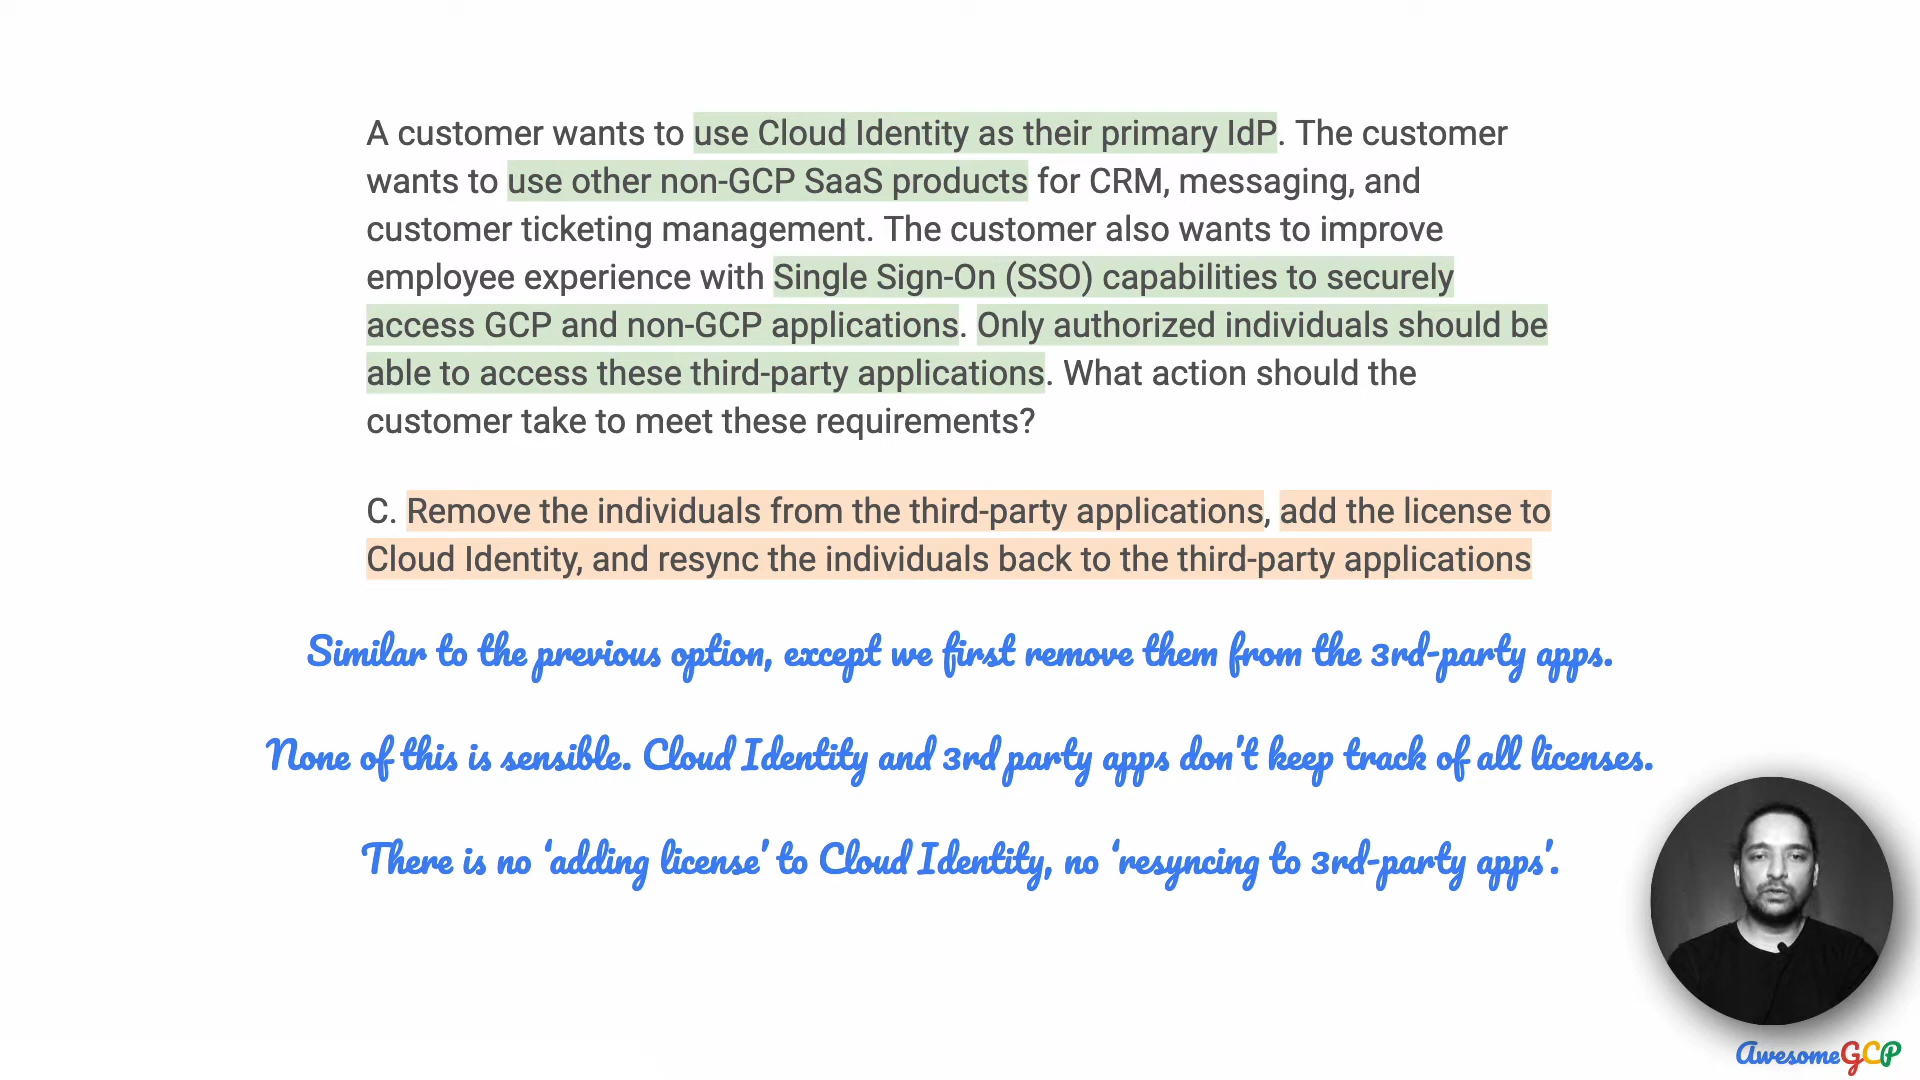 A customer wants to use Cloud Identity as their primary IdP. The customer
wants to use other non-GCP SaaS products for CRM, messaging, and
customer ticketing management. The customer also wants to improve
employee experience with Single Sign-On (SSO) capabilities to securely
access GCP and non-GCP applications. Only authorized individuals should be
able to access these third-party applications. What action should the
customer take to meet these requirements?
C. Remove the individuals from the third-party applications, add the license to
Cloud Identity, and resync the individuals back to the third-party applications
Similar to the previous option, except we first remove them from the 3rd-party apps.
None of this is sensible. Cloud Identity and 3rd party apps don't keep track of all licenses.
There is no 'adding license' to Cloud Identity, no 'resyncing to 3rd-party apps'.
AwesomeGCP